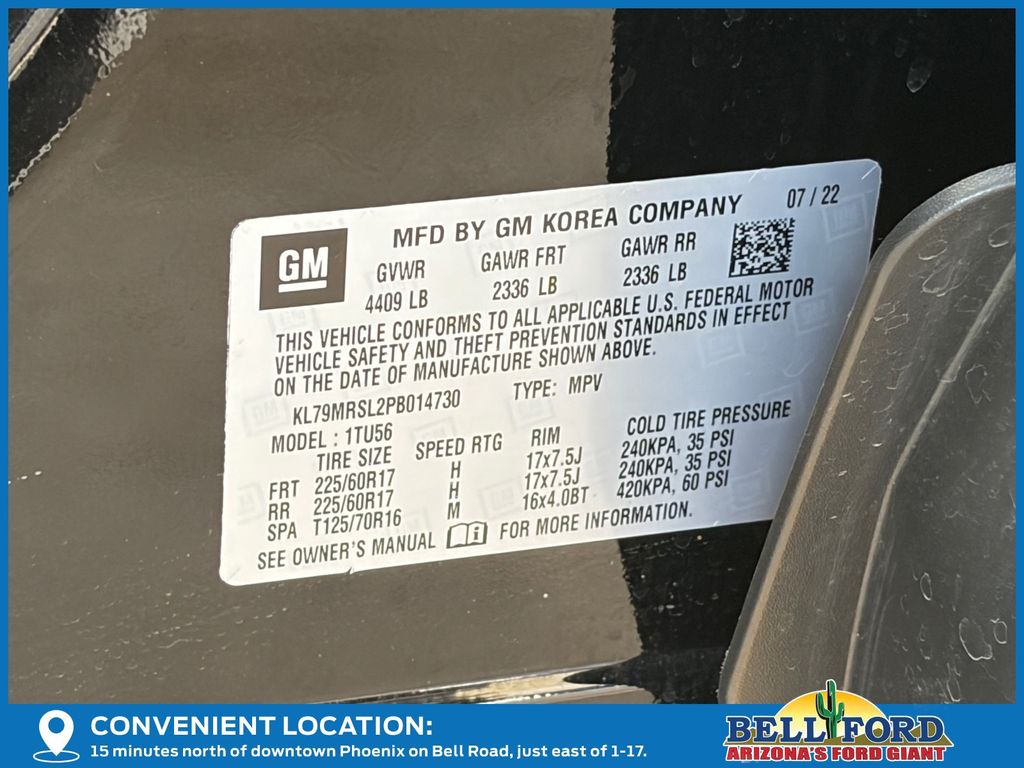 MFD BY GM KOREA COMPANY 07 / 22
GM
GVWR GAWR FRT GAWR RR
4409 LB 2336 LB 2336 LB
THIS VEHICLE CONFORMS TO ALL APPLICABLE U.S. FEDERAL MOTOR
VEHICLE SAFETY AND THEFT PREVENTION STANDARDS IN EFFECT
ON THE DATE OF MANUFACTURE SHOWN ABOVE.
KL79MRSL2PB014730 TYPE: MPV
MODEL : 1TU56
TIRE SIZE SPEED RTG RIM COLD TIRE PRESSURE
FRT 225/60R17 H 17x7.5J 240KPA, 35 PSI
RR 225/60R17 H 17x7.5J 240KPA, 35 PSI
SPA T125/70R16 M 16x4.0BT 420KPA, 60 PSI
SEE OWNER'S MANUAL i FOR MORE INFORMATION.
CONVENIENT LOCATION:
15 minutes north of downtown Phoenix on Bell Road, just east of 1-17.
BELL FORD
ARIZONA'S FORD GIANT